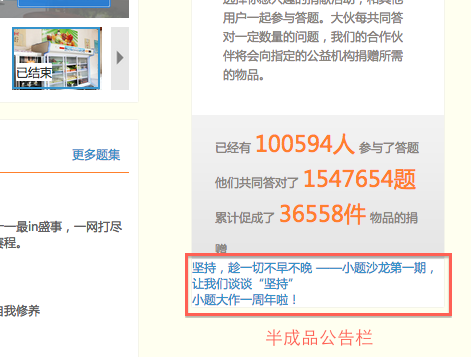 已结束
更多题集
一最in盛事，一网打尽
赛程。
自我修养
用户一起参与答题。大伙每共同答
对一定数量的问题，我们的合作伙
伴将会向指定的公益机构捐赠所需
的物品。
已经有 100594人 参与了答题
他们共同答对了 1547654题
累计促成了 36558件 物品的捐
赠
坚持，趁一切不早不晚 ——小题沙龙第一期，
让我们谈谈“坚持”
小题大作一周年啦！
半成品公告栏